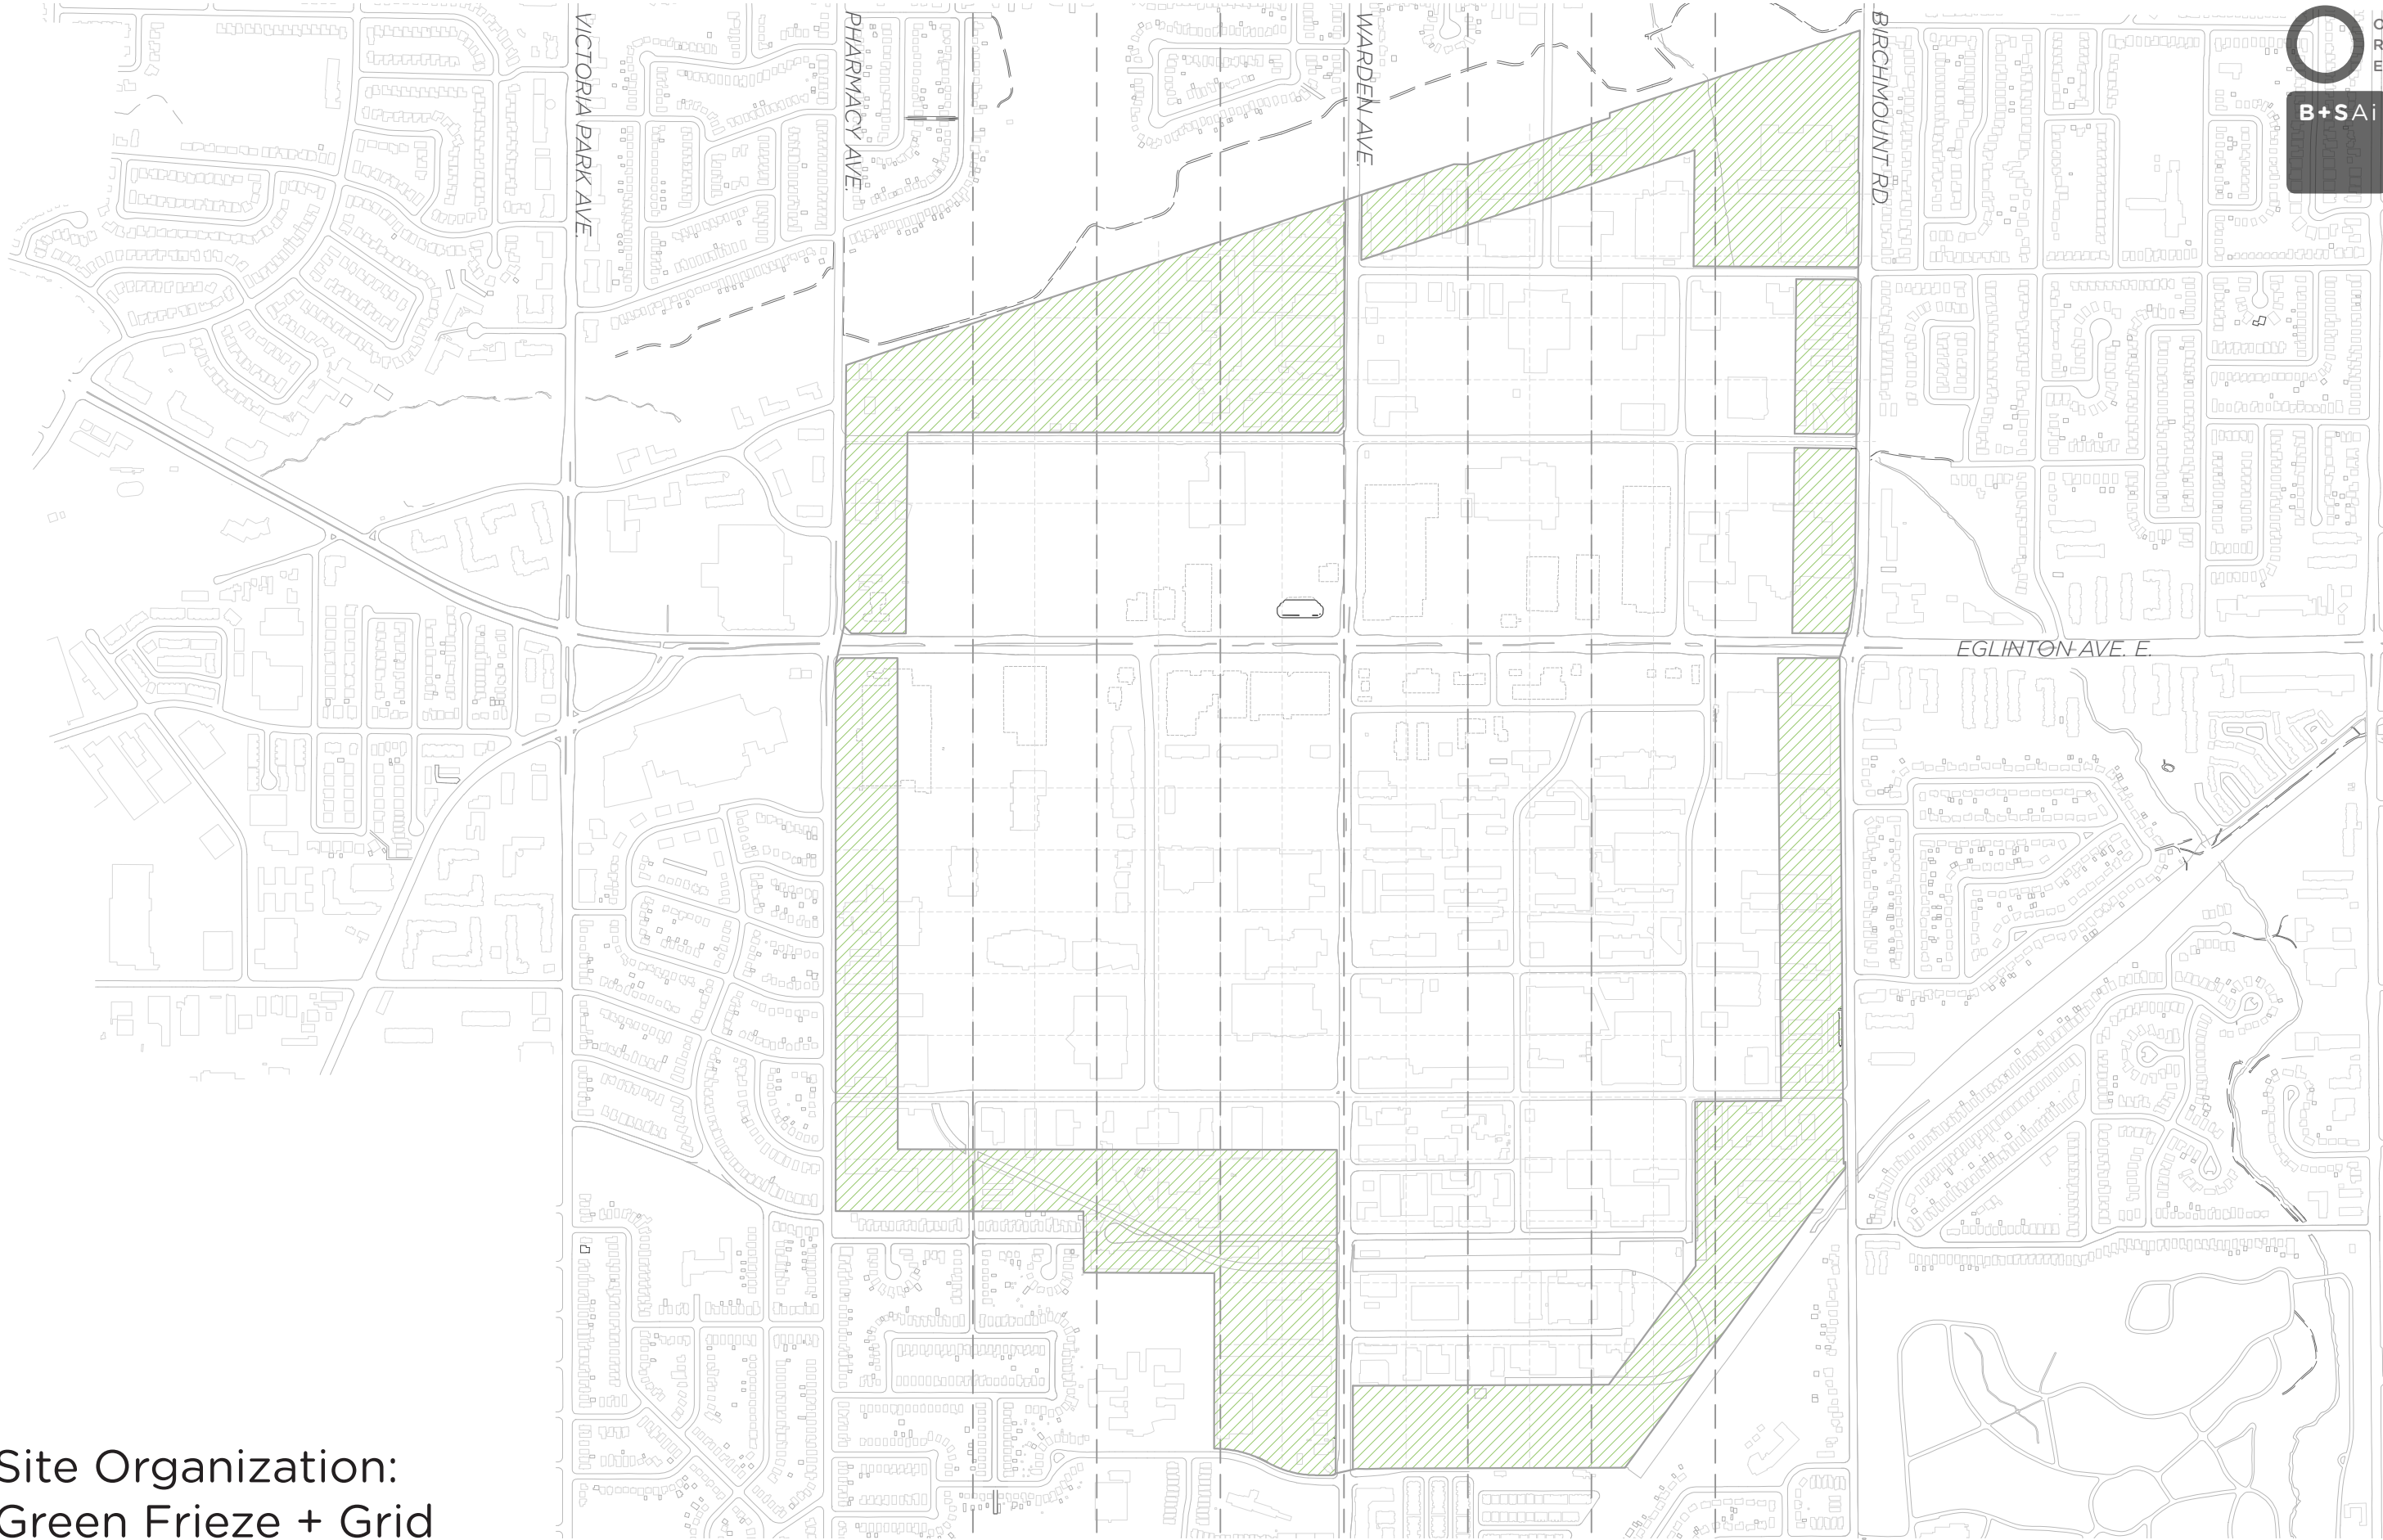 VICTORIA PARK AVE.
PHARMACY AVE.
WARDEN AVE.
BIRCHMOUNT RD.
O
R
E
B+SAi
EGLINTON AVE. E.
Site Organization:
Green Frieze + Grid